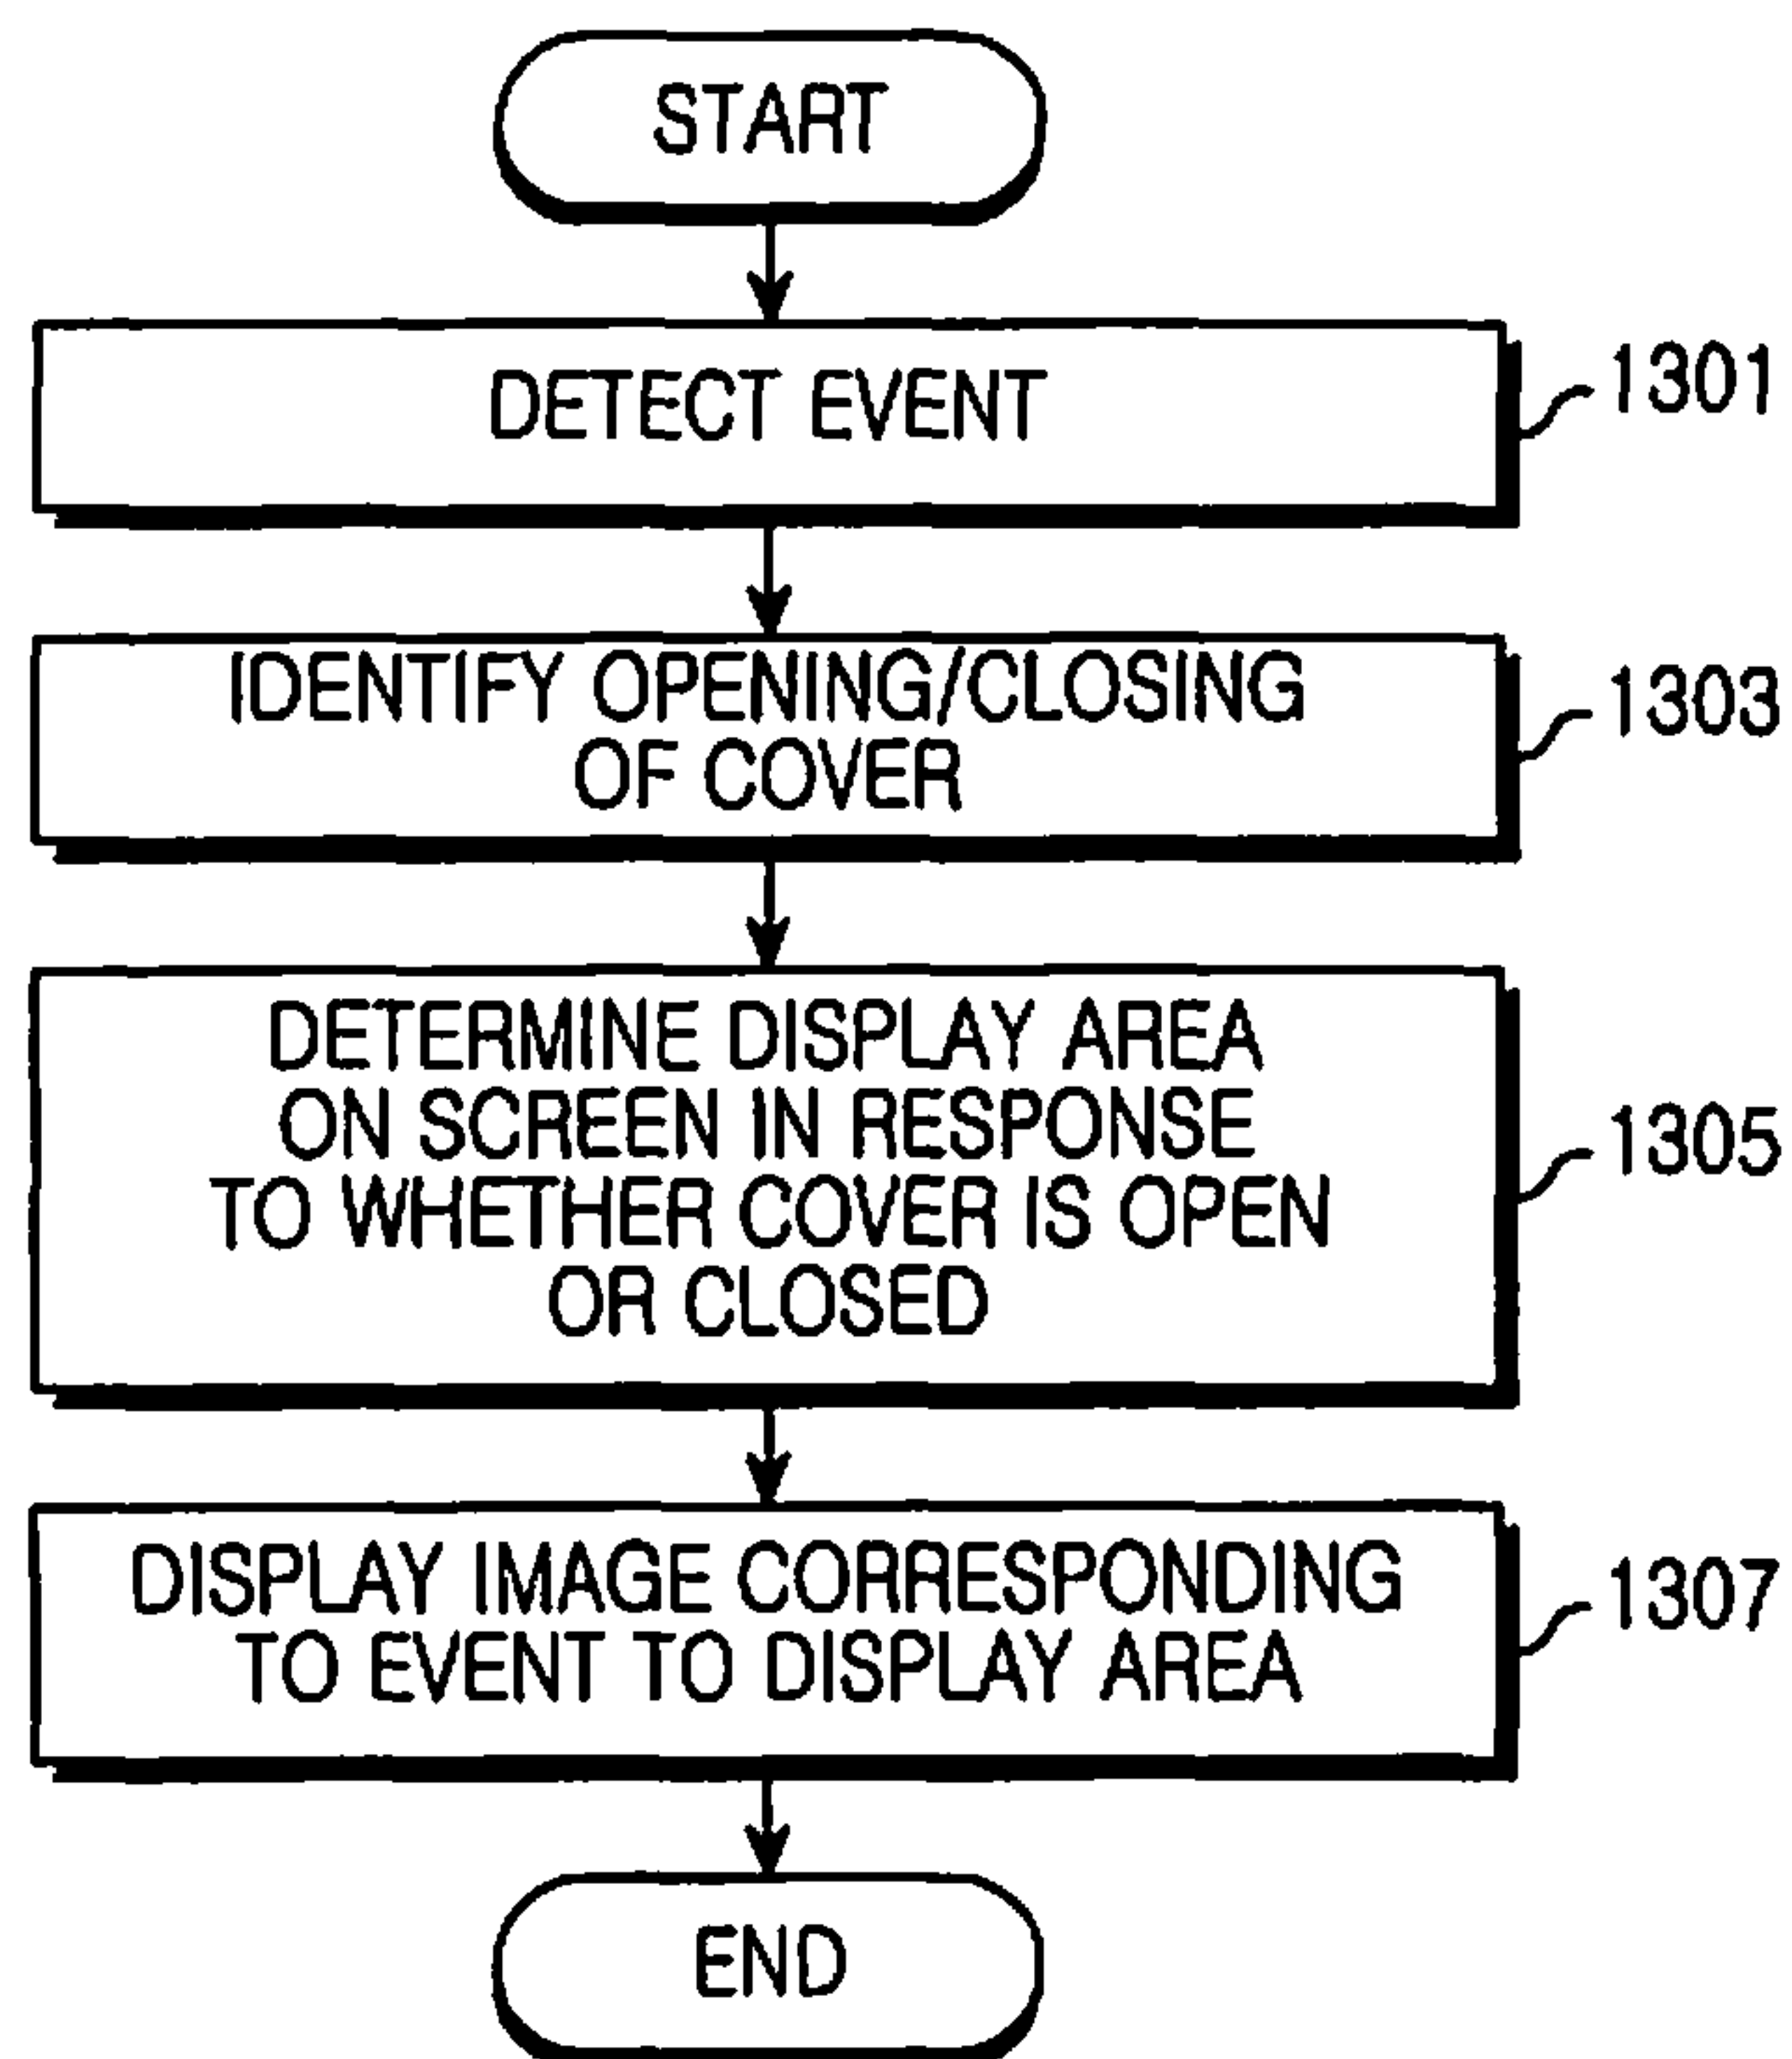 START
DETECT EVENT
1301
IDENTIFY OPENING/CLOSING
OF COVER
1303
DETERMINE DISPLAY AREA
ON SCREEN IN RESPONSE
TO WHETHER COVER IS OPEN
OR CLOSED
1305
DISPLAY IMAGE CORRESPONDING
TO EVENT TO DISPLAY AREA
1307
END